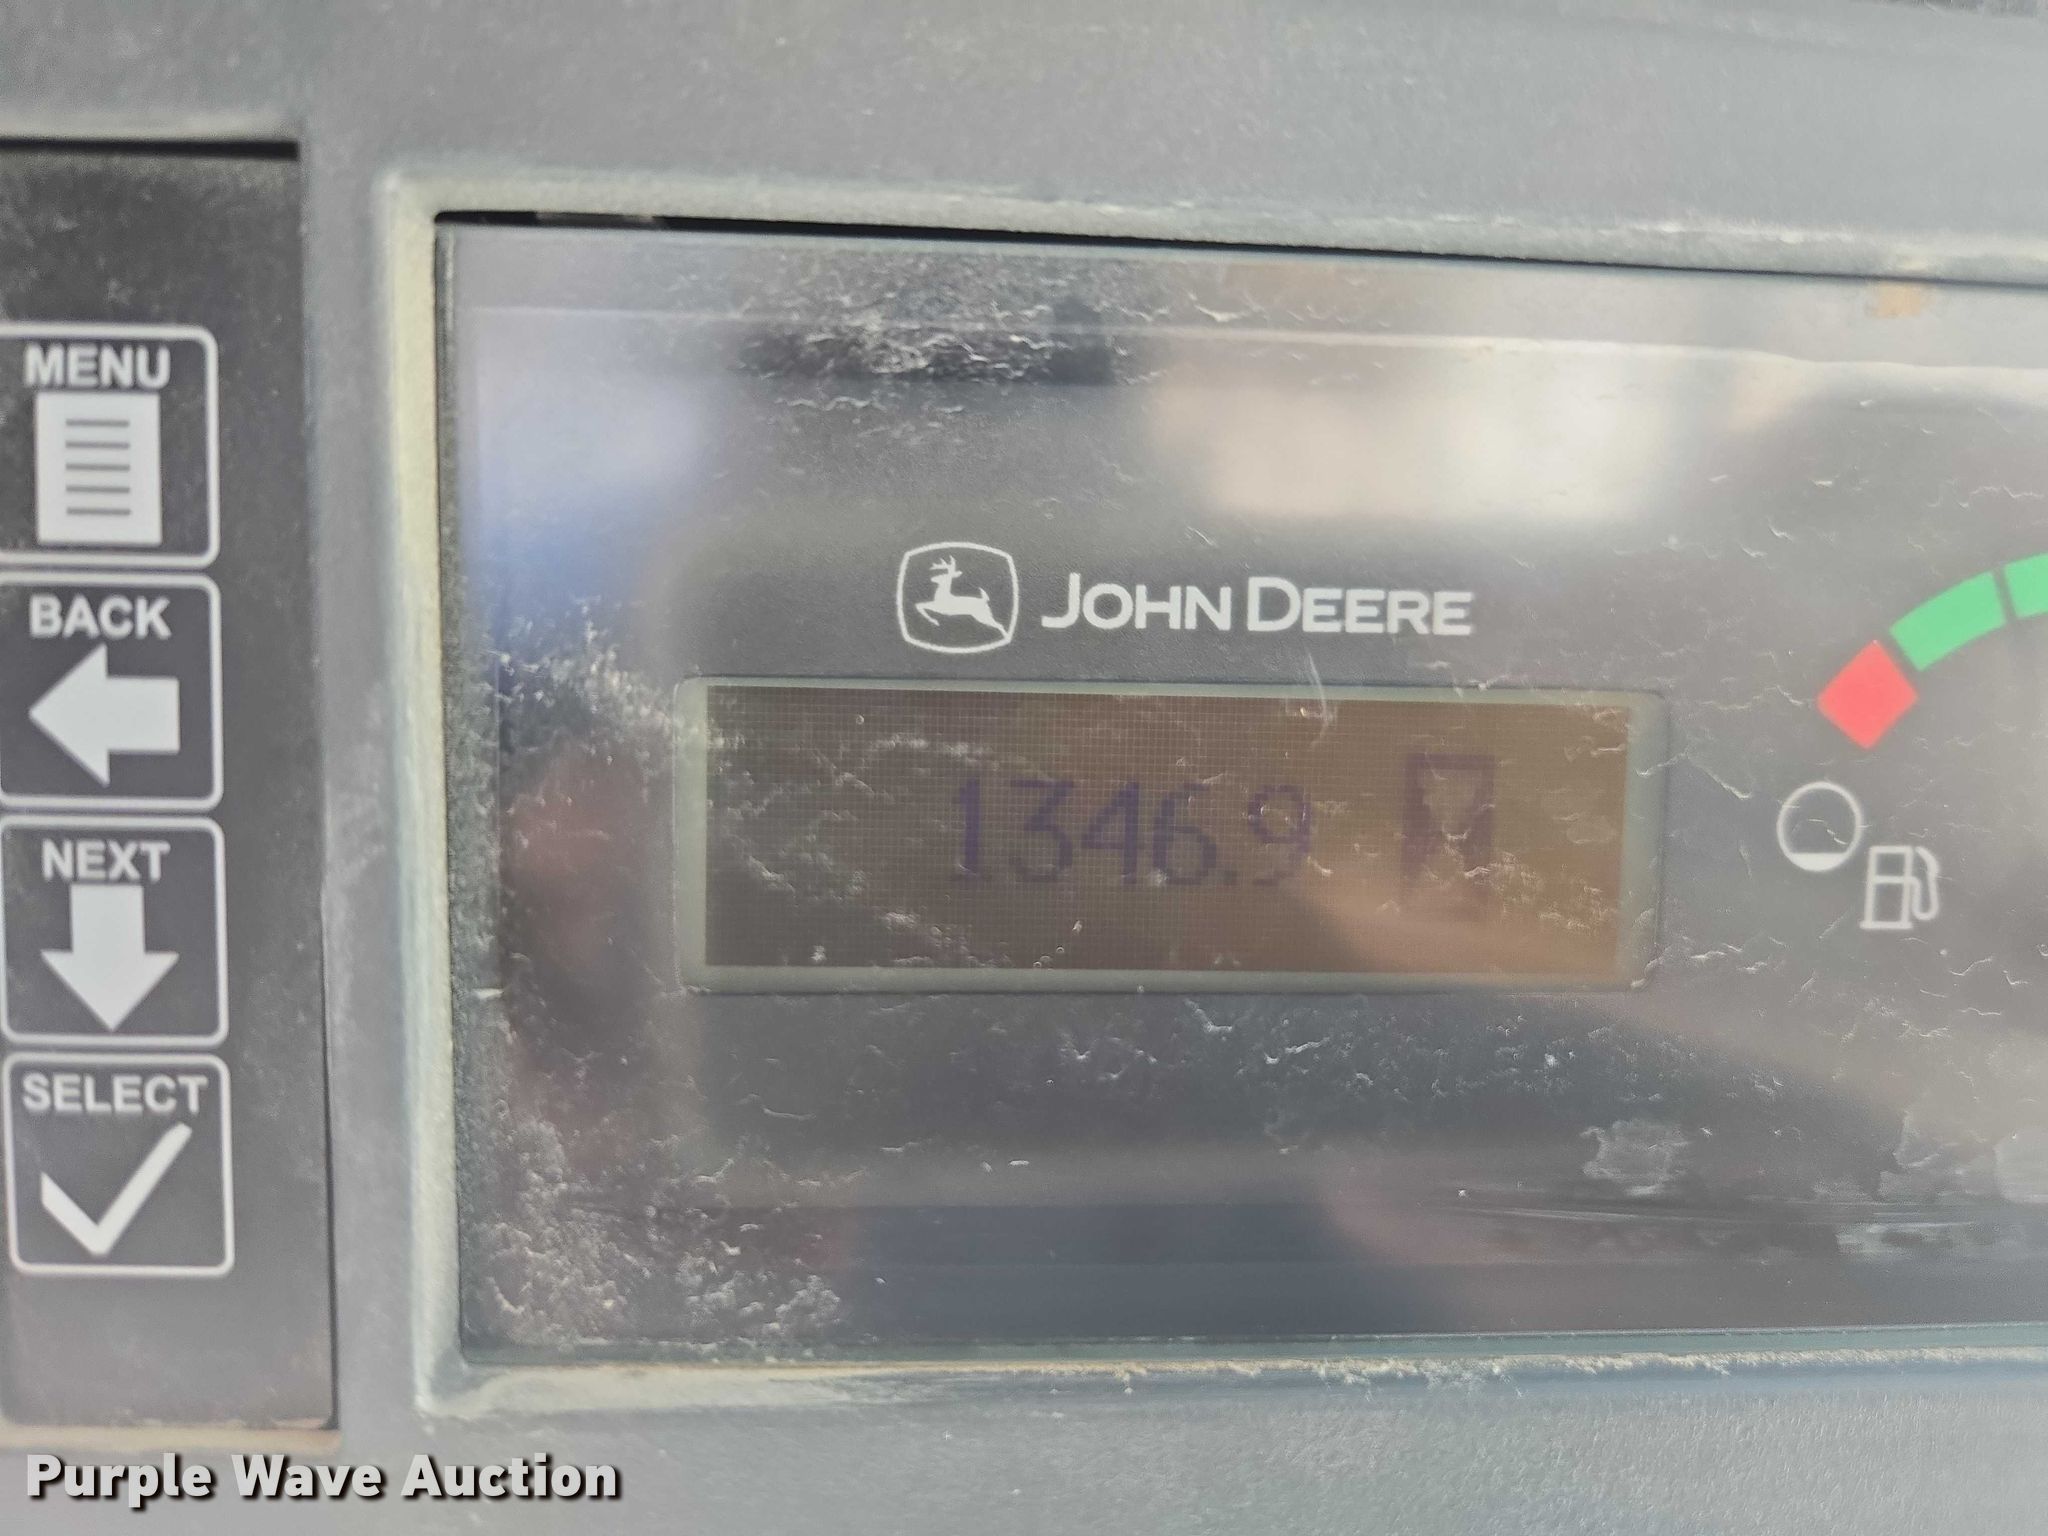 MENU
BACK
NEXT
SELECT
JOHN DEERE
1346.9
Purple Wave Auction